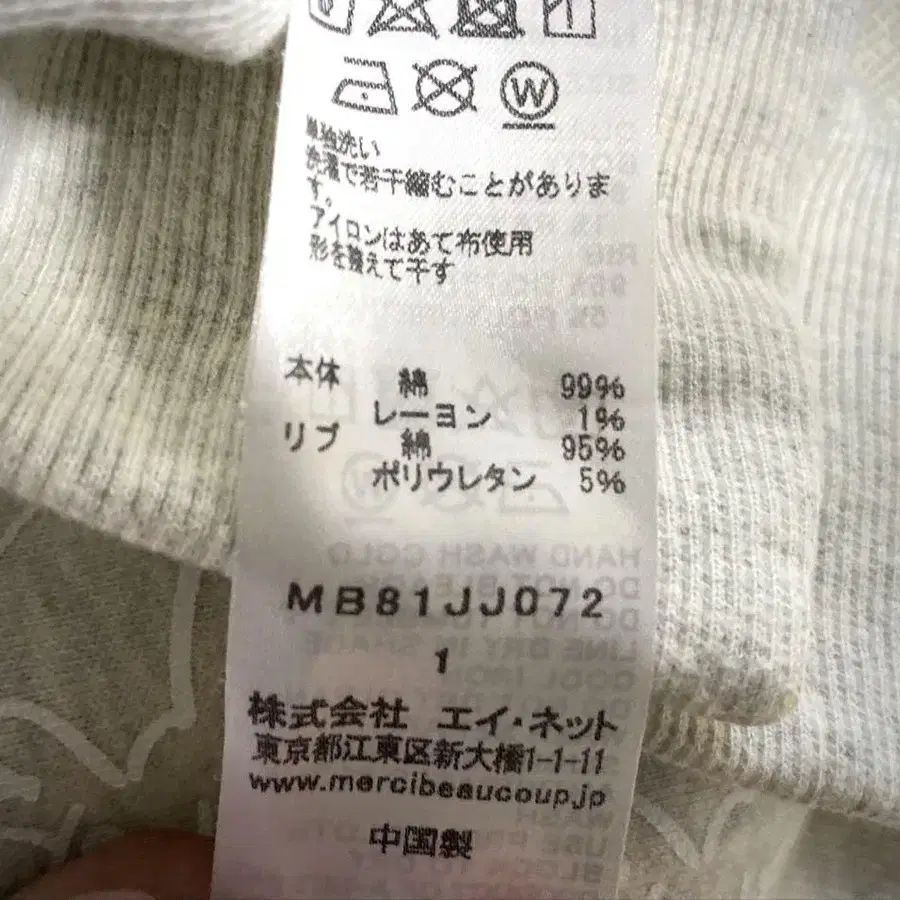 W
単独洗い
洗濯で若干縮むことがありま
す。
アイロンはあて布使用
形を整えて干す
本体 綿 99%
レーヨン 1%
リブ 綿 95%
ポリウレタン 5%
HAND WASH COLD
MB81JJ072
1
株式会社 エイ・ネット
東京都江東区新大橋1-1-11
www.mercibeaucoup.jp
中国製